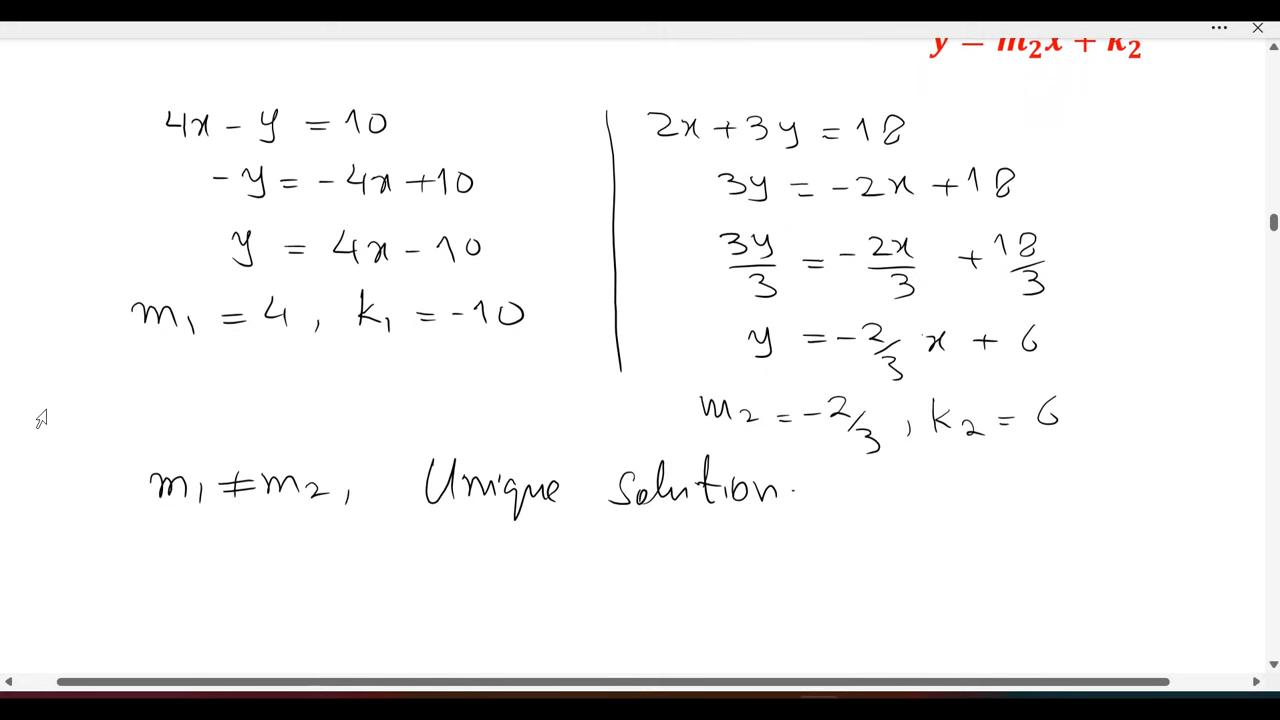 y = m₂x + k₂
4x - y = 10
-y = -4x + 10
y = 4x - 10
m₁ = 4, k₁ = -10
2x + 3y = 18
3y = -2x + 18
3y/3 = -2x/3 + 18/3
y = -2/3 x + 6
m₂ = -2/3, k₂ = 6
m₁ ≠ m₂, Unique solution.